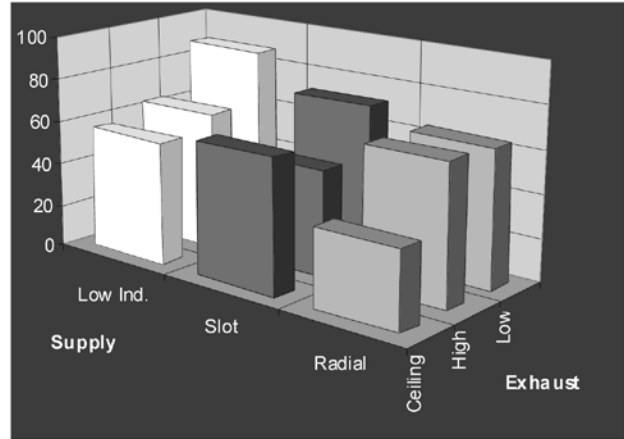 100
80
60
40
20
0
Low Ind.
Slot
Radial
Supply
Ceiling
High
Low
Exhaust